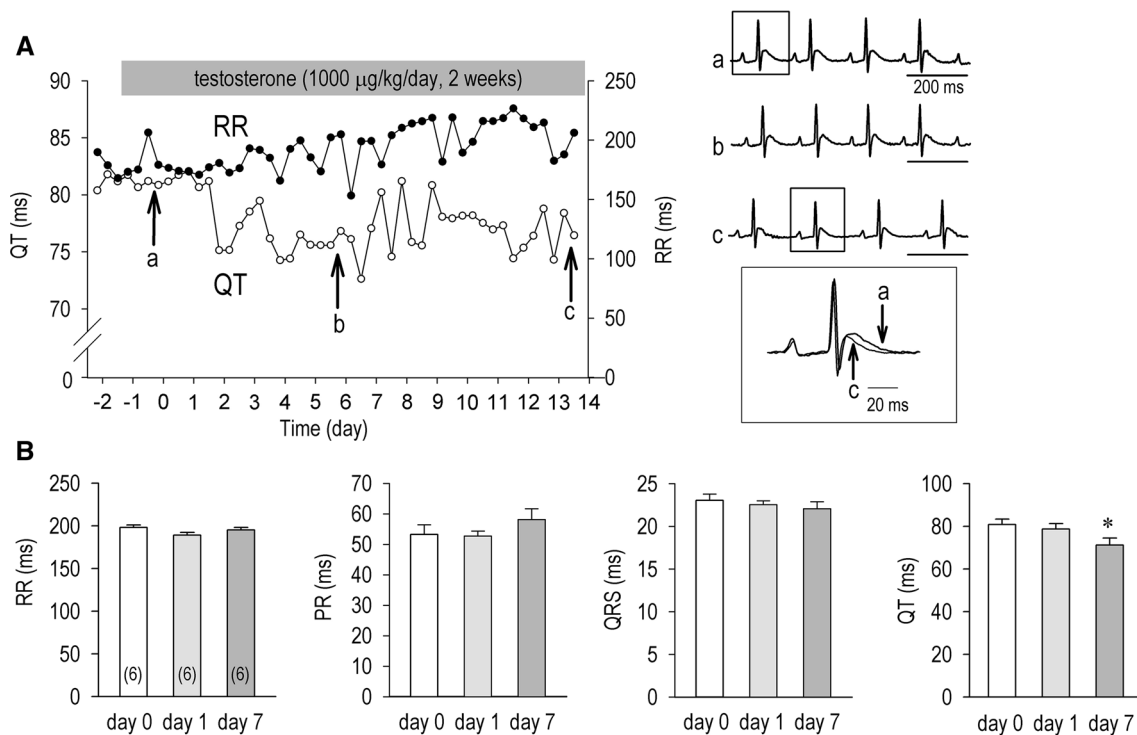 A
testosterone (1000 µg/kg/day, 2 weeks)
90
85
80
75
70
0
QT (ms)
250
200
150
100
50
0
RR (ms)
RR
QT
a
b
c
-2 -1 0 1 2 3 4 5 6 7 8 9 10 11 12 13 14
Time (day)
a
200 ms
b
c
a
c
20 ms
B
250
200
150
100
50
0
RR (ms)
(6) (6) (6)
day 0 day 1 day 7
70
60
50
40
30
20
10
0
PR (ms)
day 0 day 1 day 7
25
20
15
10
5
0
QRS (ms)
day 0 day 1 day 7
100
80
60
40
20
0
QT (ms)
*
day 0 day 1 day 7